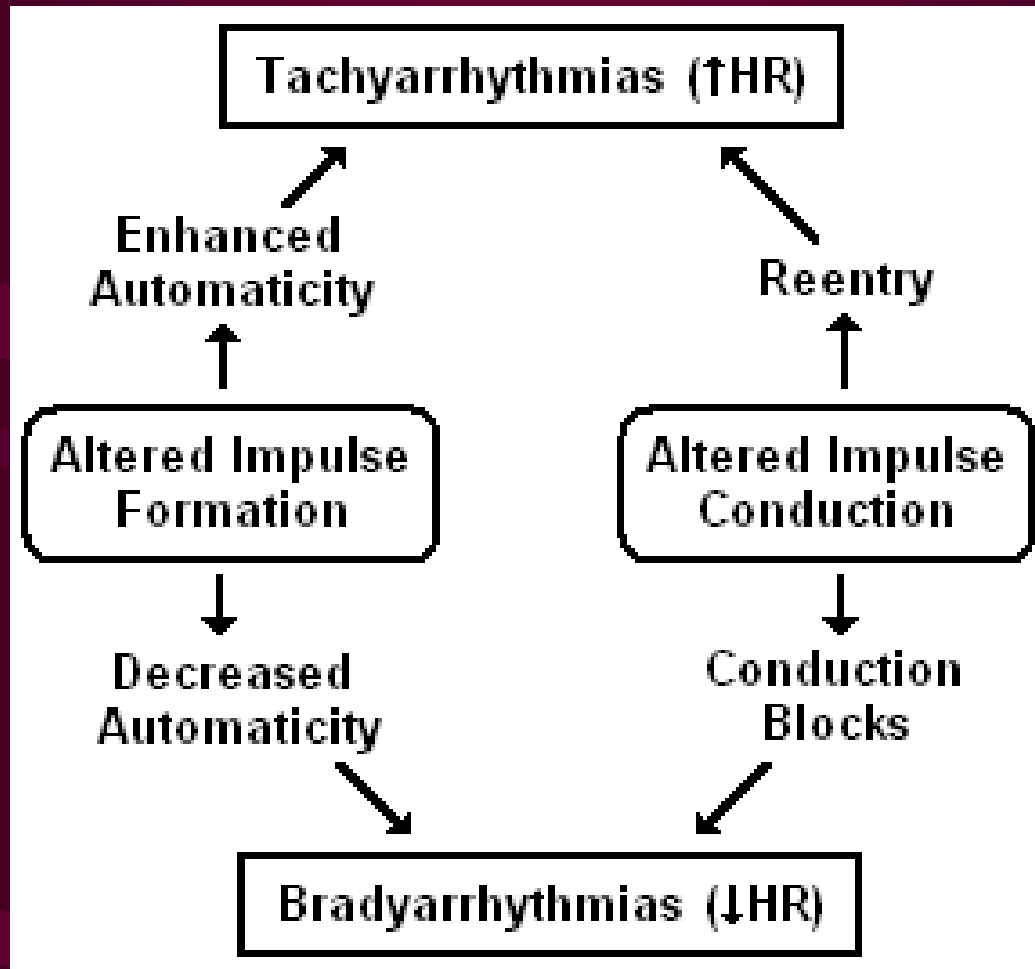 Tachyarrhythmias (↑HR)
Enhanced
Automaticity
Reentry
Altered Impulse
Formation
Altered Impulse
Conduction
Decreased
Automaticity
Conduction
Blocks
Bradyarrhythmias (↓HR)